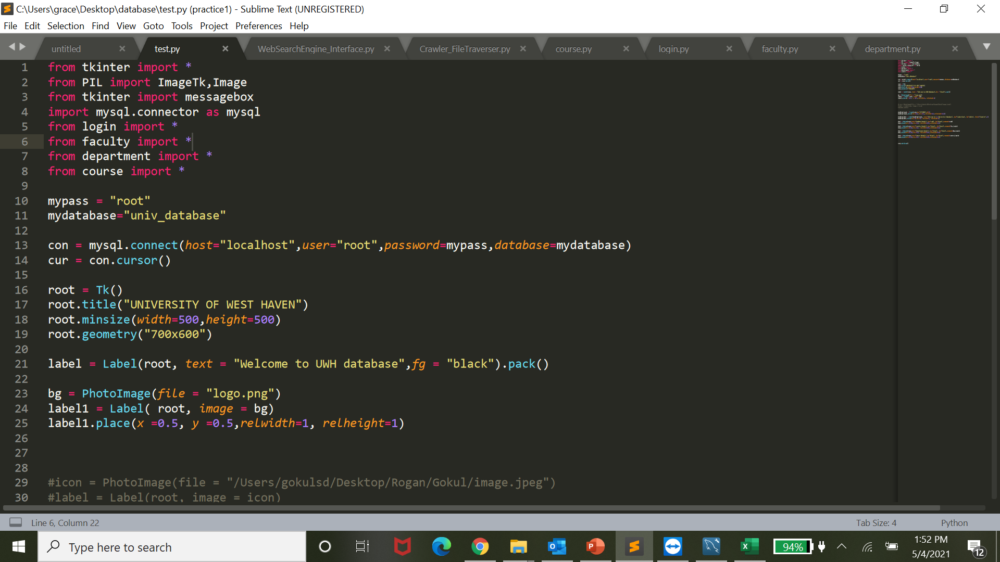 C:\Users\grace\Desktop\database\test.py (practice1) - Sublime Text (UNREGISTERED)
File Edit Selection Find View Goto Tools Project Preferences Help
untitled test.py WebSearchEngine_Interface.py Crawler_FileTraverser.py course.py login.py faculty.py department.py
1 from tkinter import *
2 from PIL import ImageTk,Image
3 from tkinter import messagebox
4 import mysql.connector as mysql
5 from login import *
6 from faculty import *
7 from department import *
8 from course import *
9
10 mypass = "root"
11 mydatabase="univ_database"
12
13 con = mysql.connect(host="localhost",user="root",password=mypass,database=mydatabase)
14 cur = con.cursor()
15
16 root = Tk()
17 root.title("UNIVERSITY OF WEST HAVEN")
18 root.minsize(width=500,height=500)
19 root.geometry("700x600")
20
21 label = Label(root, text = "Welcome to UWH database",fg = "black").pack()
22
23 bg = PhotoImage(file = "logo.png")
24 label1 = Label( root, image = bg)
25 label1.place(x =0.5, y =0.5,relwidth=1, relheight=1)
26
27
28
29 #icon = PhotoImage(file = "/Users/gokulsd/Desktop/Rogan/Gokul/image.jpeg")
30 #label = Label(root, image = icon)
Line 6, Column 22 Tab Size: 4 Python
Type here to search 94% 1:52 PM
5/4/2021 12